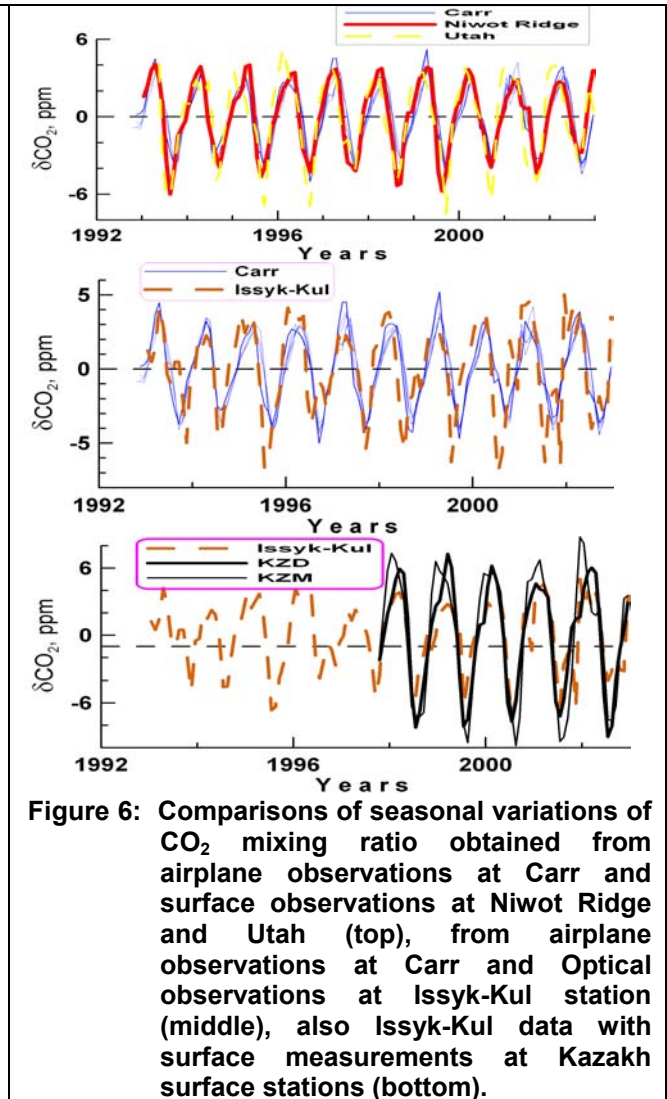 Carr
Niwot Ridge
Utah
6
0
-6
δCO₂, ppm
1992 1996 2000
Years
Carr
Issyk-Kul
5
0
-5
δCO₂, ppm
1992 1996 2000
Years
Issyk-Kul
KZD
KZM
6
0
-6
δCO₂, ppm
1992 1996 2000
Years
Figure 6: Comparisons of seasonal variations of
CO₂ mixing ratio obtained from
airplane observations at Carr and
surface observations at Niwot Ridge
and Utah (top), from airplane
observations at Carr and Optical
observations at Issyk-Kul station
(middle), also Issyk-Kul data with
surface measurements at Kazakh
surface stations (bottom).